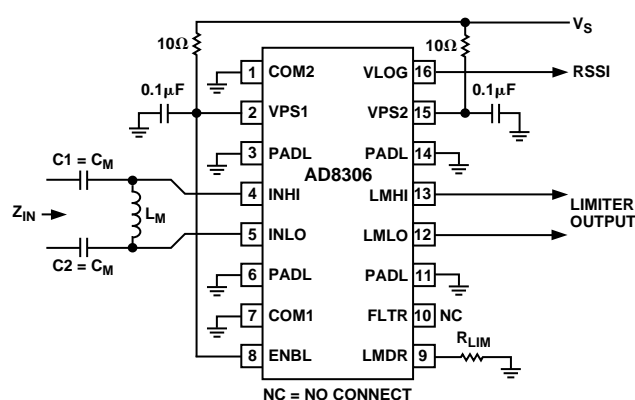 V_S
10Ω
10Ω
1 COM2
VLOG 16
RSSI
0.1µF
0.1µF
2 VPS1
VPS2 15
3 PADL
PADL 14
AD8306
C1 = C_M
4 INHI
LMHI 13
Z_IN
L_M
LIMITER
OUTPUT
5 INLO
LMLO 12
C2 = C_M
6 PADL
PADL 11
7 COM1
FLTR 10 NC
R_LIM
8 ENBL
LMDR 9
NC = NO CONNECT